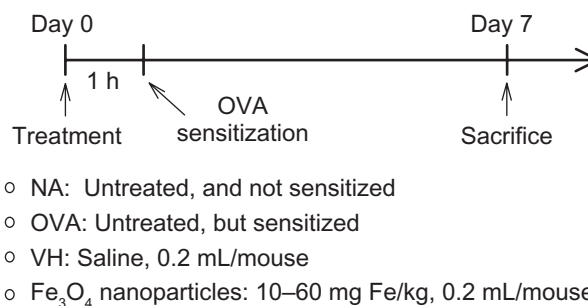 Day 0 Day 7
1 h
OVA
sensitization
Treatment Sacrifice
○ NA: Untreated, and not sensitized
○ OVA: Untreated, but sensitized
○ VH: Saline, 0.2 mL/mouse
○ Fe₃O₄ nanoparticles: 10–60 mg Fe/kg, 0.2 mL/mouse